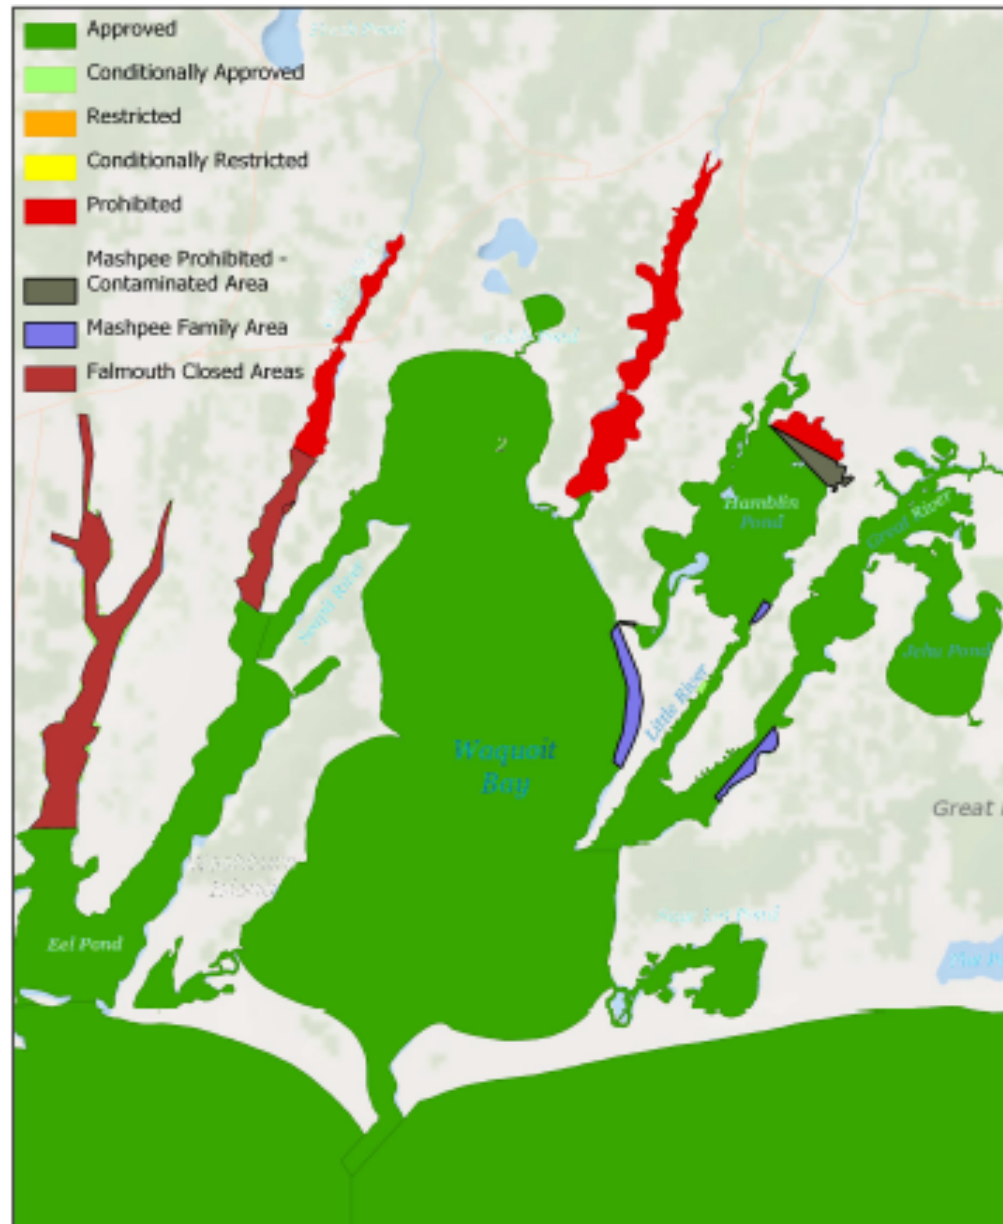 Approved
Conditionally Approved
Restricted
Conditionally Restricted
Prohibited
Mashpee Prohibited -
Contaminated Area
Mashpee Family Area
Falmouth Closed Areas
Hamblin
Pond
Great River
Jehu Pond
Little River
Waquoit
Bay
Great
Eel Pond